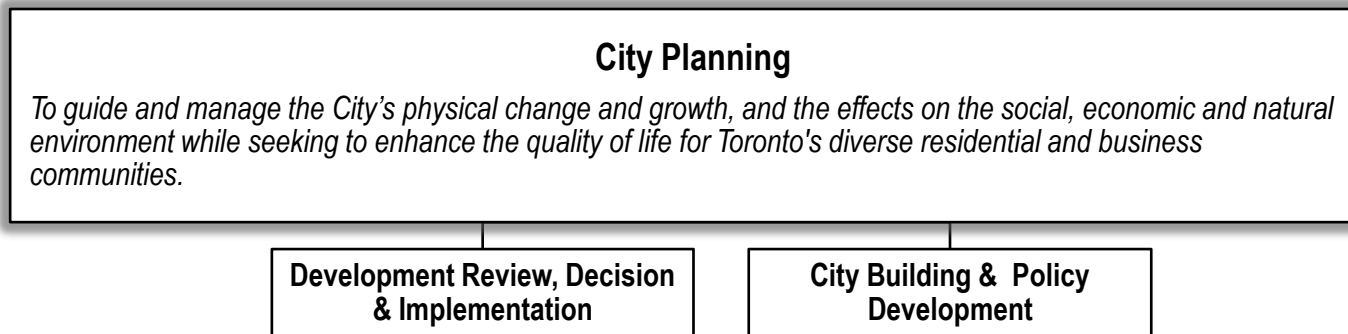 City Planning
To guide and manage the City’s physical change and growth, and the effects on the social, economic and natural
environment while seeking to enhance the quality of life for Toronto's diverse residential and business
communities.
Development Review, Decision
& Implementation
City Building & Policy
Development